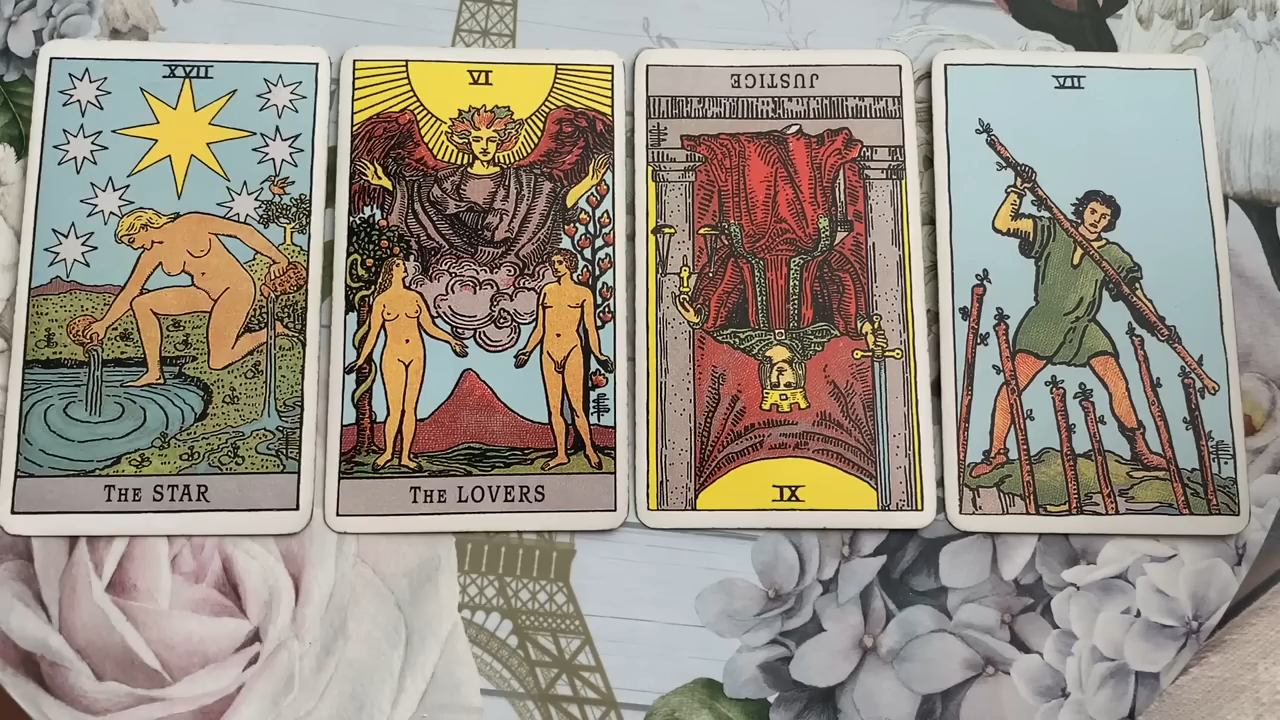 XVII
The STAR
VI
The LOVERS
JUSTICE
XI
VII